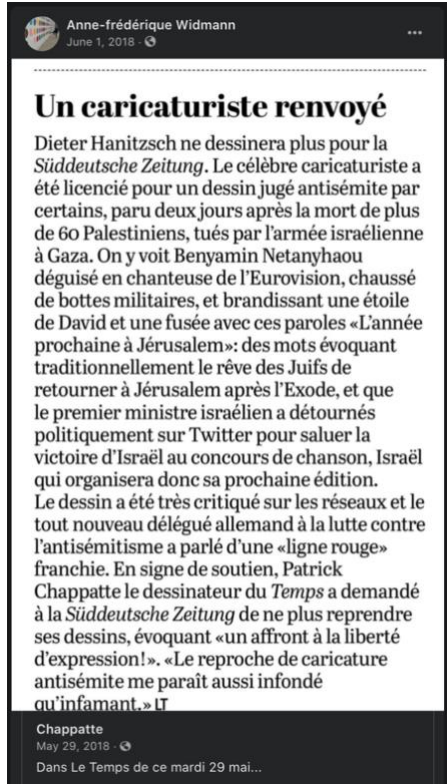 Anne-frédérique Widmann
June 1, 2018 ·
Un caricaturiste renvoyé
Dieter Hanitzsch ne dessinera plus pour la
Süddeutsche Zeitung. Le célèbre caricaturiste a
été licencié pour un dessin jugé antisémite par
certains, paru deux jours après la mort de plus
de 60 Palestiniens, tués par l'armée israélienne
à Gaza. On y voit Benyamin Netanyhaou
déguisé en chanteuse de l'Eurovision, chaussé
de bottes militaires, et brandissant une étoile
de David et une fusée avec ces paroles «L'année
prochaine à Jérusalem»: des mots évoquant
traditionnellement le rêve des Juifs de
retourner à Jérusalem après l'Exode, et que
le premier ministre israélien a détournés
politiquement sur Twitter pour saluer la
victoire d'Israël au concours de chanson, Israël
qui organisera donc sa prochaine édition.
Le dessin a été très critiqué sur les réseaux et le
tout nouveau délégué allemand à la lutte contre
l'antisémitisme a parlé d'une «ligne rouge»
franchie. En signe de soutien, Patrick
Chappatte le dessinateur du Temps a demandé
à la Süddeutsche Zeitung de ne plus reprendre
ses dessins, évoquant «un affront à la liberté
d'expression!». «Le reproche de caricature
antisémite me paraît aussi infondé
qu'infamant.» LT
Chappatte
May 29, 2018 ·
Dans Le Temps de ce mardi 29 mai...